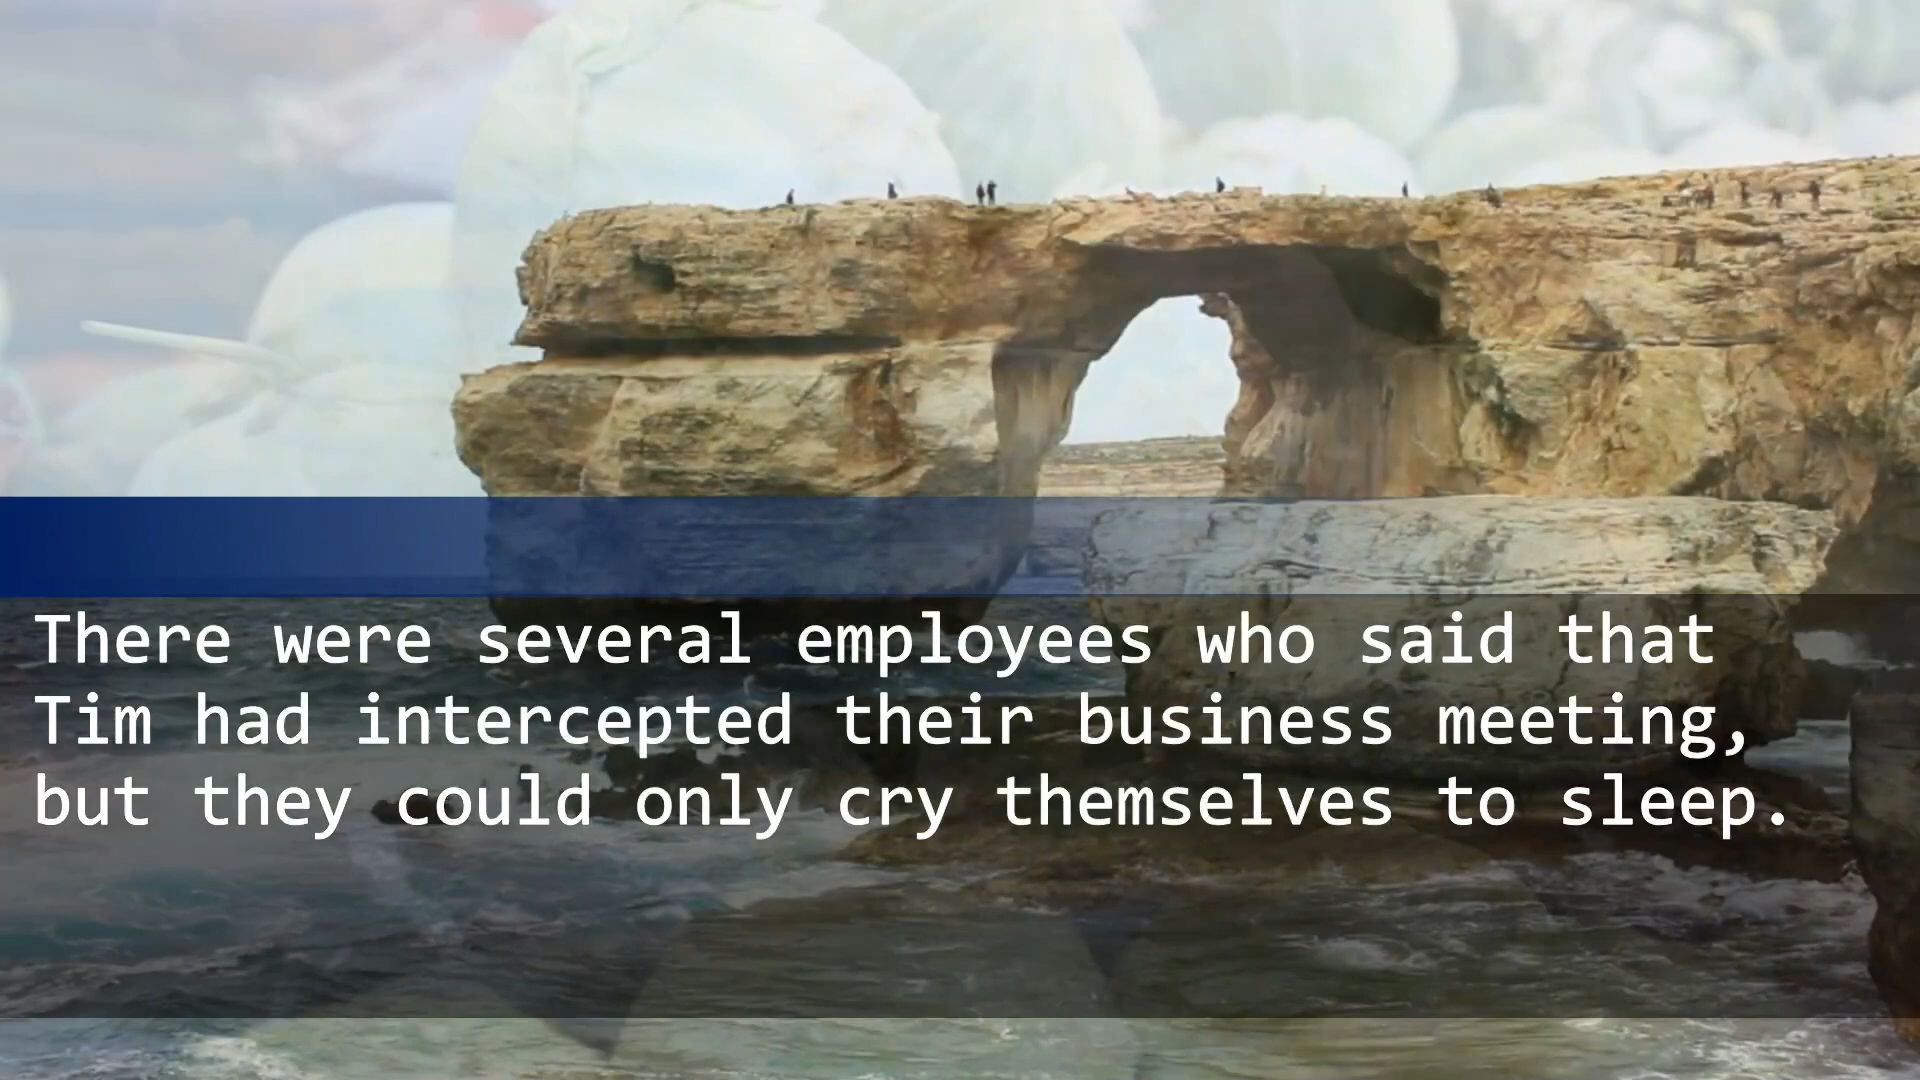 There were several employees who said that
Tim had intercepted their business meeting,
but they could only cry themselves to sleep.